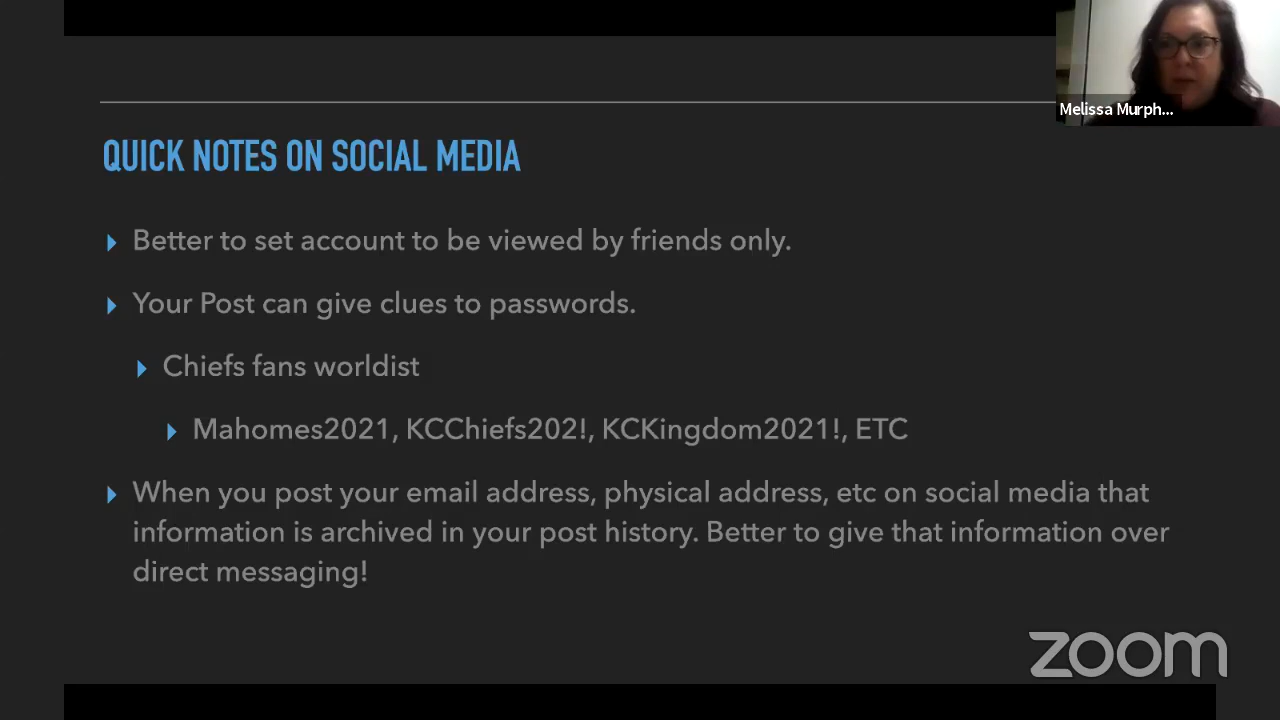 Melissa Murph...
QUICK NOTES ON SOCIAL MEDIA
Better to set account to be viewed by friends only.
Your Post can give clues to passwords.
Chiefs fans worldist
Mahomes2021, KCChiefs202!, KCKingdom2021!, ETC
When you post your email address, physical address, etc on social media that
information is archived in your post history. Better to give that information over
direct messaging!
zoom